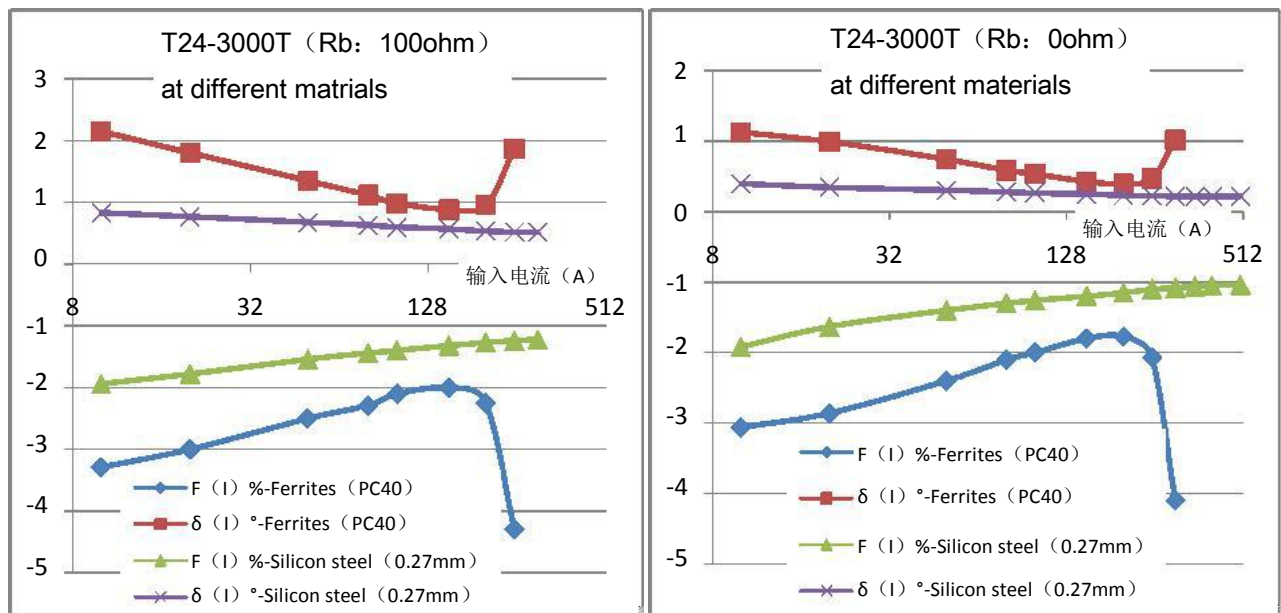 T24-3000T（Rb：100ohm）
at different matrials
3
2
1
0
-1
-2
-3
-4
-5
8
32
128
512
输入电流（A）
F（I）%-Ferrites（PC40）
δ（I）°-Ferrites（PC40）
F（I）%-Silicon steel（0.27mm）
δ（I）°-Silicon steel（0.27mm）
T24-3000T（Rb：0ohm）
at different materials
2
1
0
-1
-2
-3
-4
-5
输入电流（A）
8
32
128
512
F（I）%-Ferrites（PC40）
δ（I）°-Ferrites（PC40）
F（I）%-Silicon steel（0.27mm）
δ（I）°-Silicon steel（0.27mm）